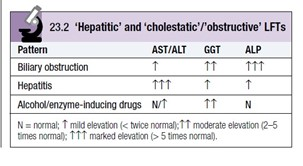 23.2 ‘Hepatitic’ and ‘cholestatic’/‘obstructive’ LFTs
Pattern AST/ALT GGT ALP
Biliary obstruction ↑ ↑↑ ↑↑↑
Hepatitis ↑↑↑ ↑ ↑
Alcohol/enzyme-inducing drugs N/↑ ↑↑ N
N = normal; ↑ mild elevation (< twice normal);↑↑ moderate elevation (2–5
times normal); ↑↑↑ marked elevation (> 5 times normal).